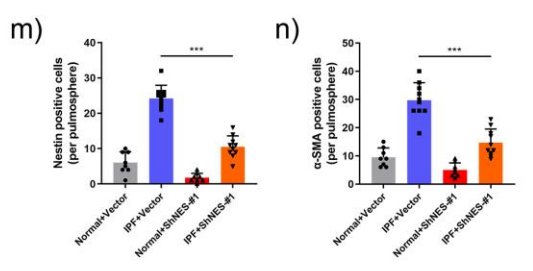 m)
Nestin positive cells
(per pulmosphere)
40
30
20
10
0
***
Normal+Vector
IPF+Vector
Normal+ShNES-#1
IPF+ShNES-#1
n)
α-SMA positive cells
(per pulmosphere)
50
40
30
20
10
0
***
Normal+Vector
IPF+Vector
Normal+ShNES-#1
IPF+ShNES-#1